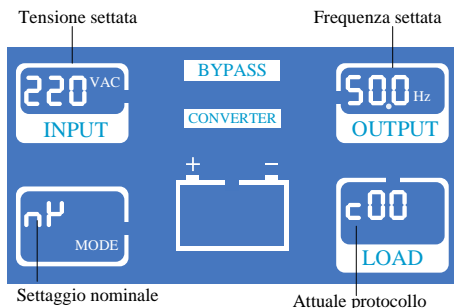 Tensione settata
Frequenza settata
220 VAC
INPUT
BYPASS
CONVERTER
50.0 Hz
OUTPUT
+ −
MODE
c00
LOAD
Settaggio nominale
Attuale protocollo